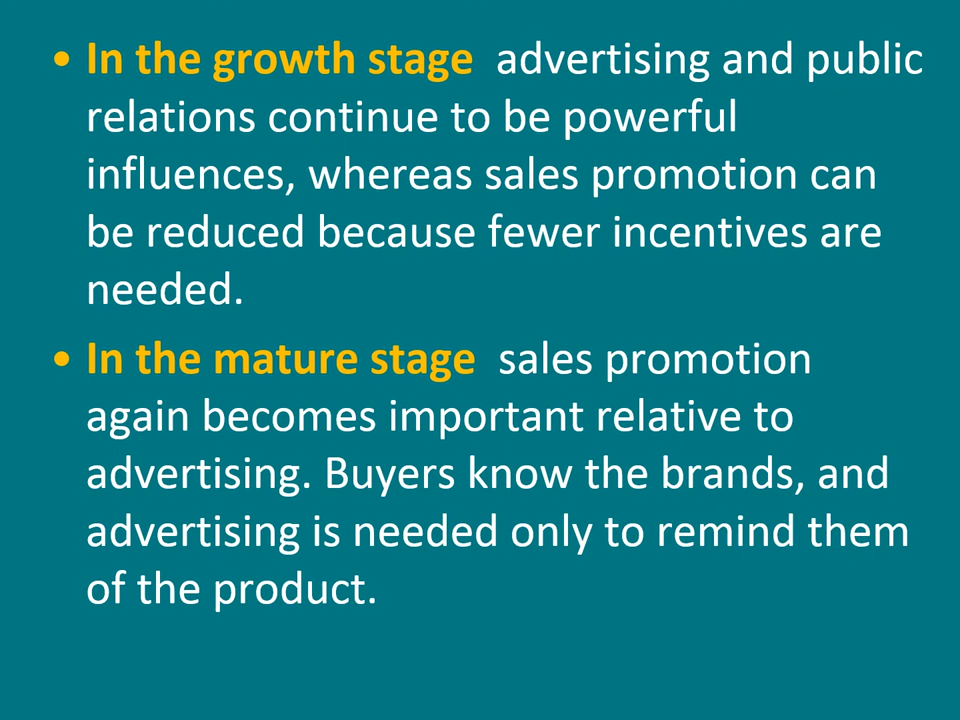 • In the growth stage  advertising and public
relations continue to be powerful
influences, whereas sales promotion can
be reduced because fewer incentives are
needed.
• In the mature stage  sales promotion
again becomes important relative to
advertising. Buyers know the brands, and
advertising is needed only to remind them
of the product.